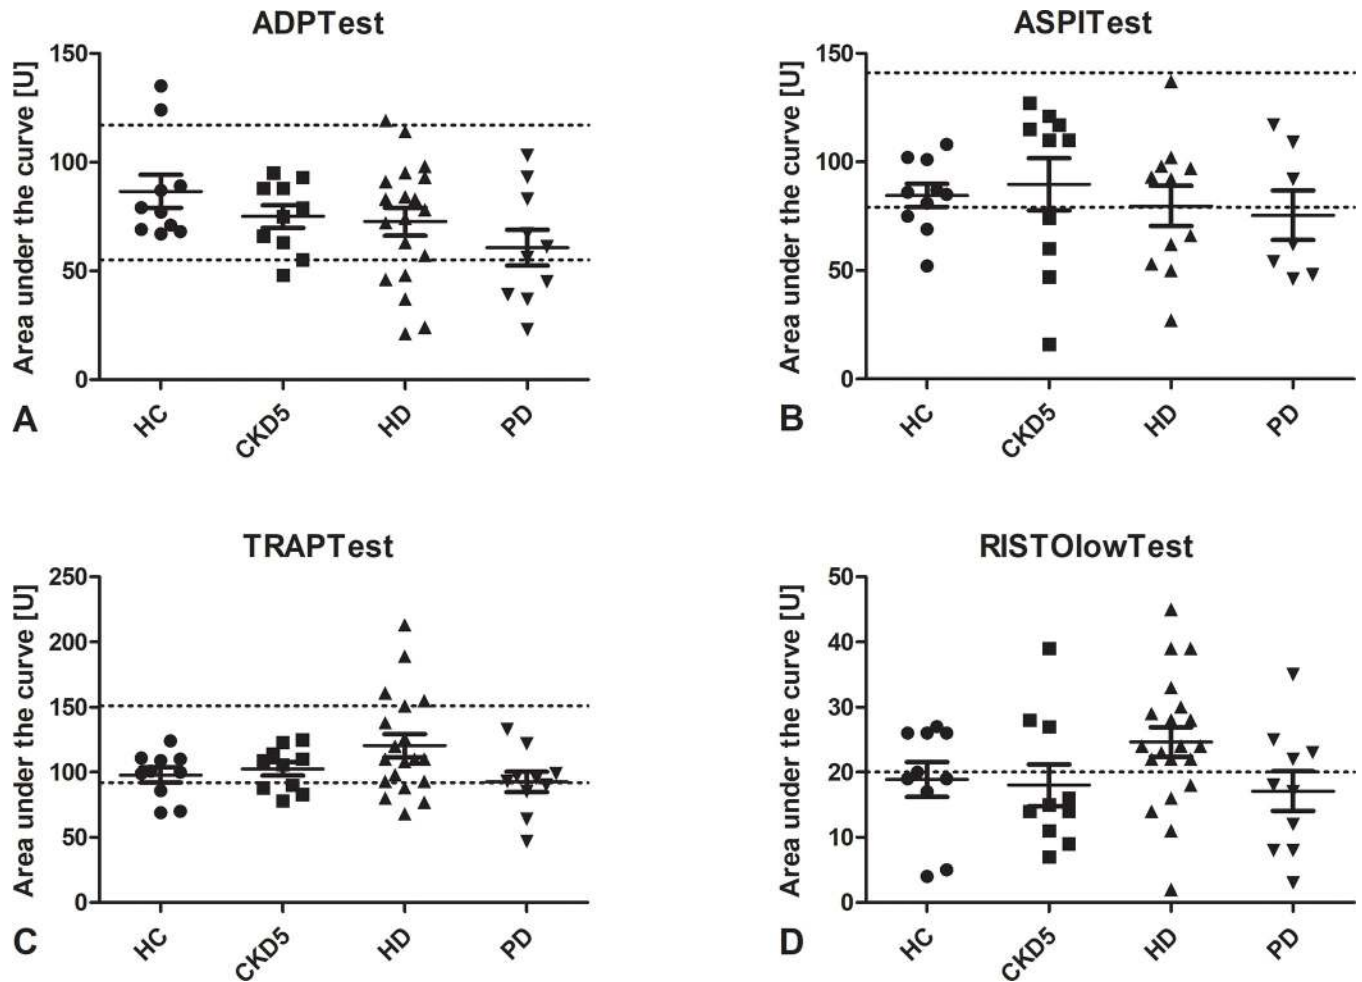 ADPTest
Area under the curve [U]
150
100
50
0
HC
CKD5
HD
PD
A
ASPITest
Area under the curve [U]
150
100
50
0
HC
CKD5
HD
PD
B
TRAPTest
Area under the curve [U]
250
200
150
100
50
0
HC
CKD5
HD
PD
C
RISTOlowTest
Area under the curve [U]
50
40
30
20
10
0
HC
CKD5
HD
PD
D